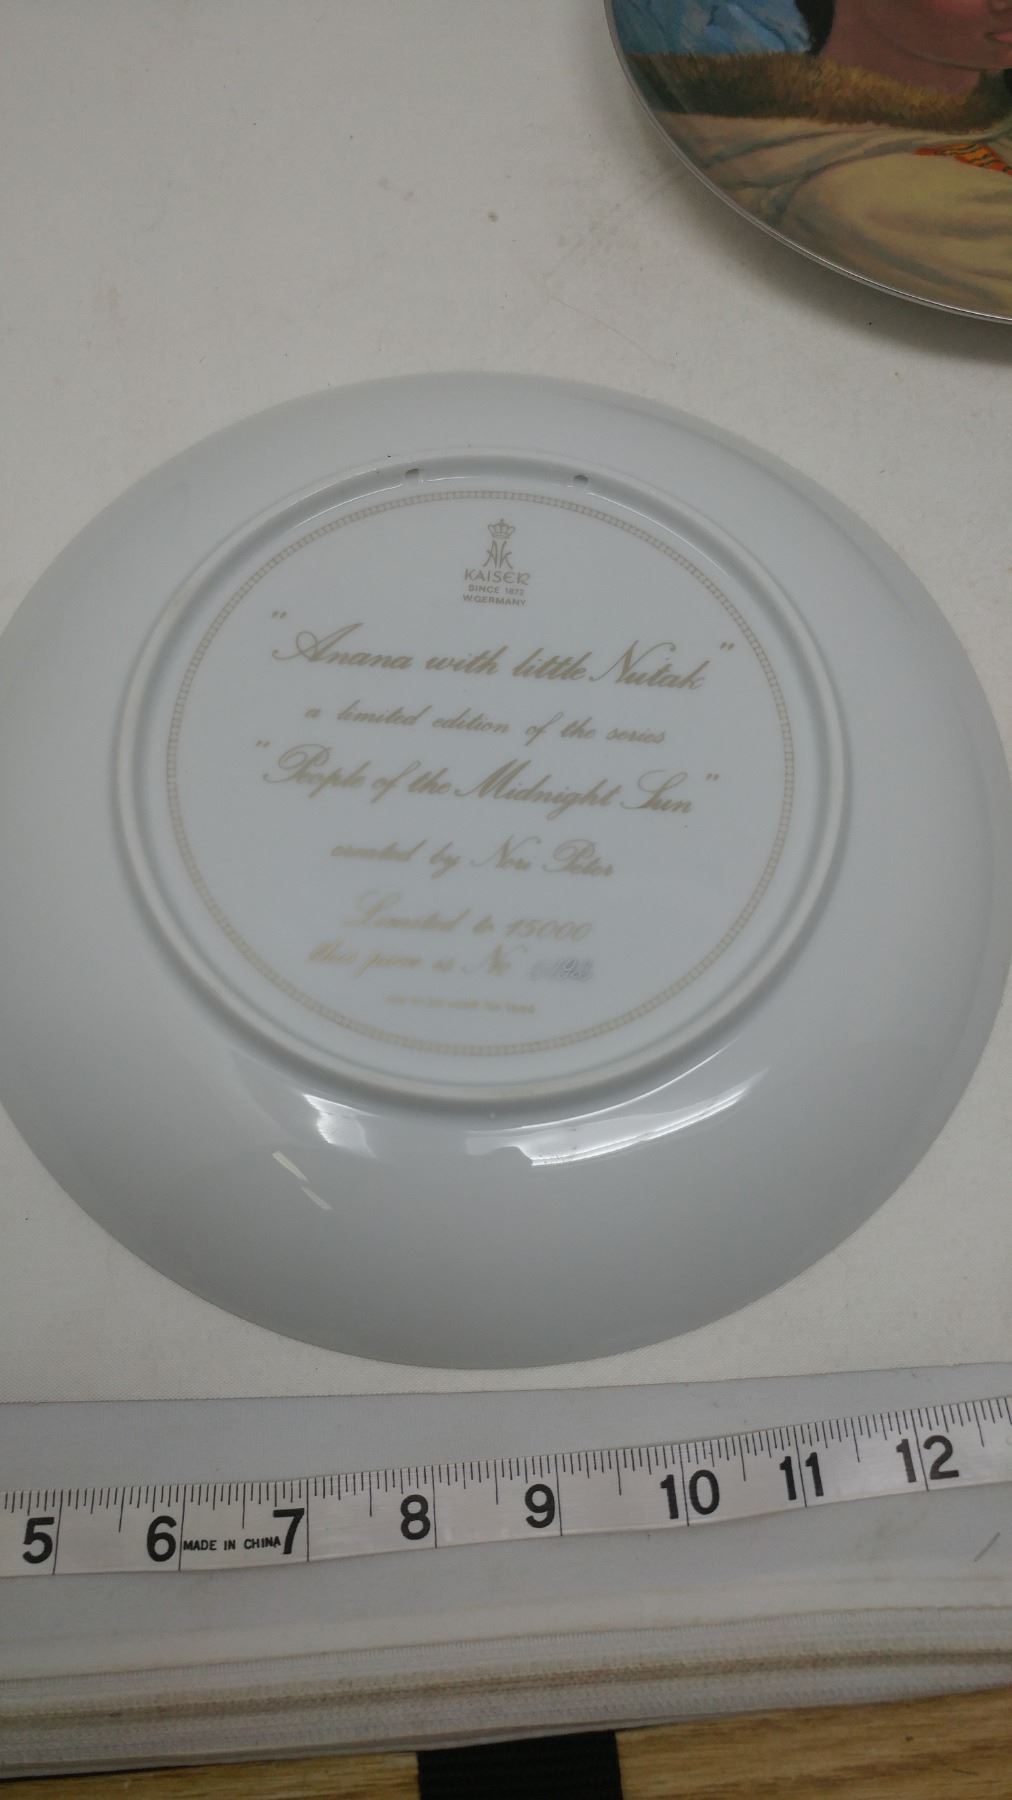 AK
KAISER
SINCE 1872
W.GERMANY
"Anana with little Nutak"
a limited edition of the series
"People of the Midnight Sun"
created by Nori Peter
Limited to 15000
this piece is No
5 6 MADE IN CHINA 7 8 9 10 11 12